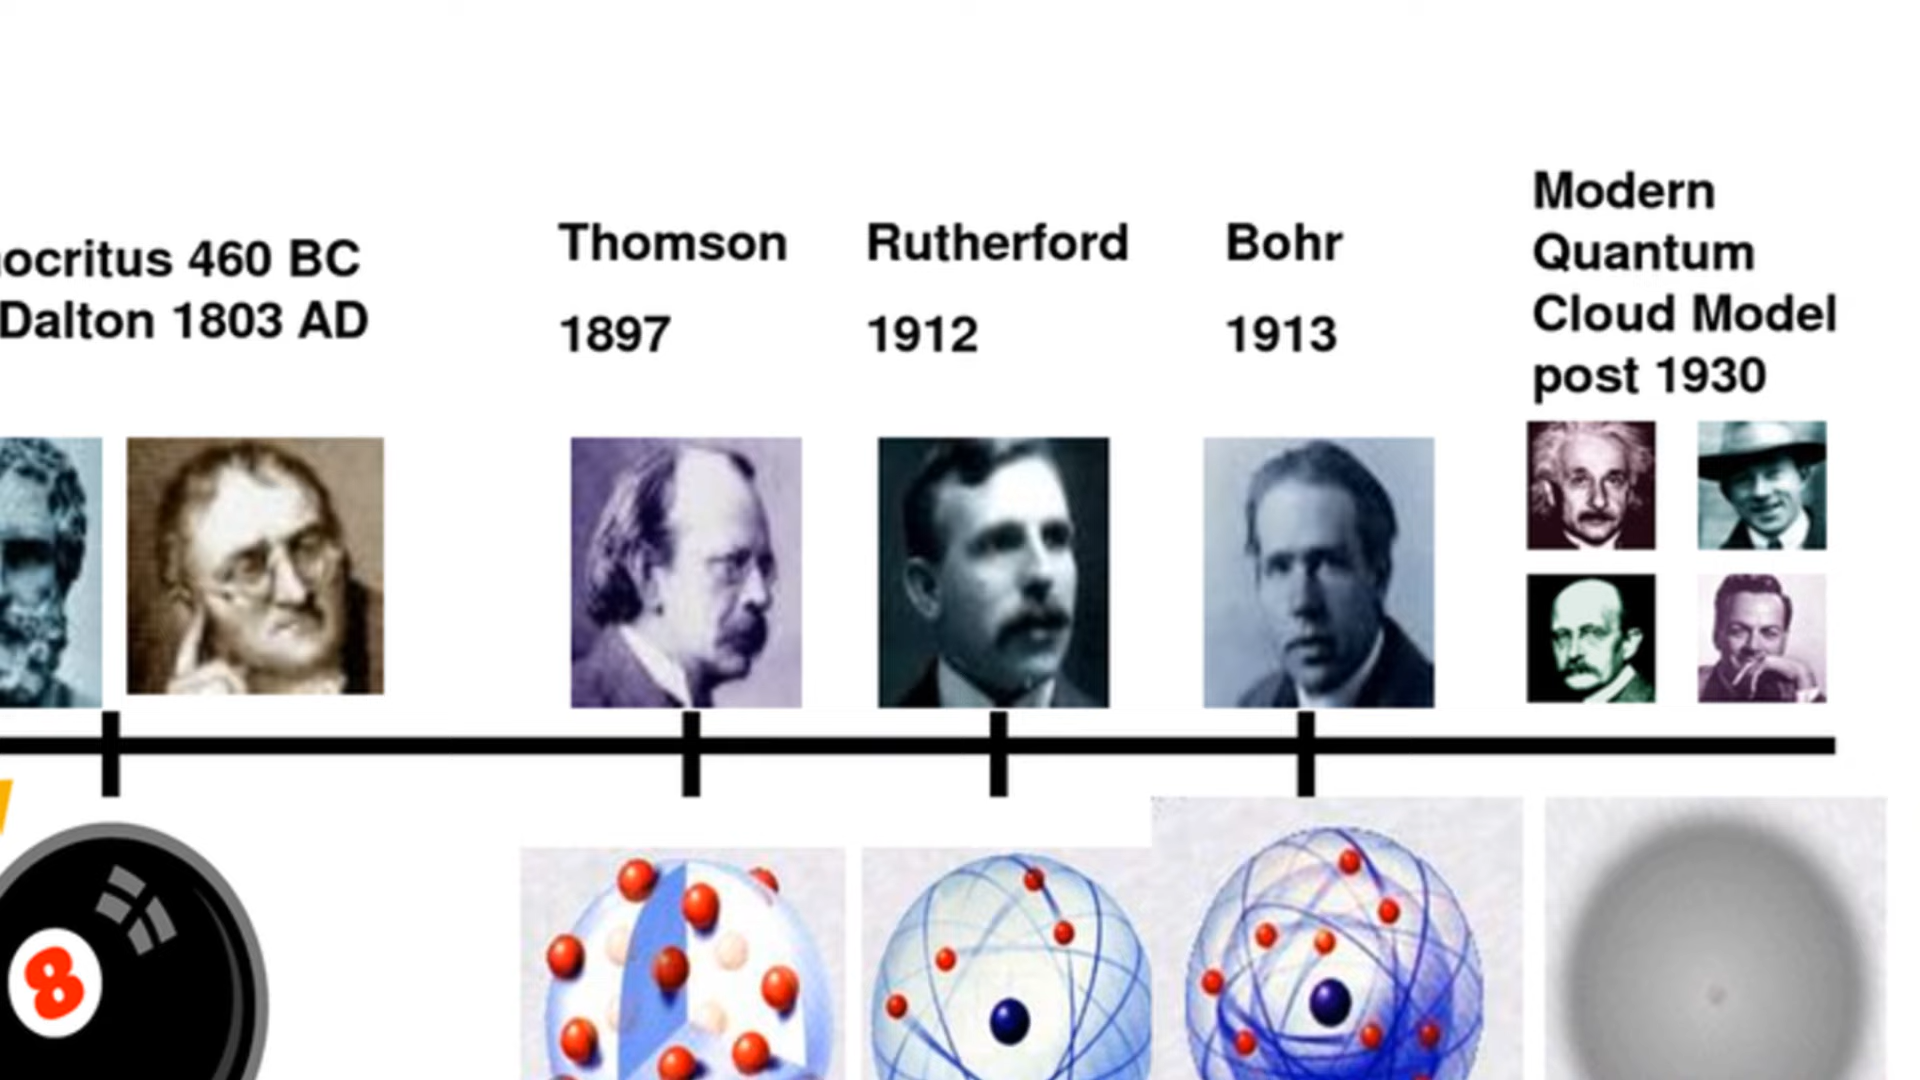 ocritus 460 BC
Dalton 1803 AD
Thomson
1897
Rutherford
1912
Bohr
1913
Modern
Quantum
Cloud Model
post 1930
8